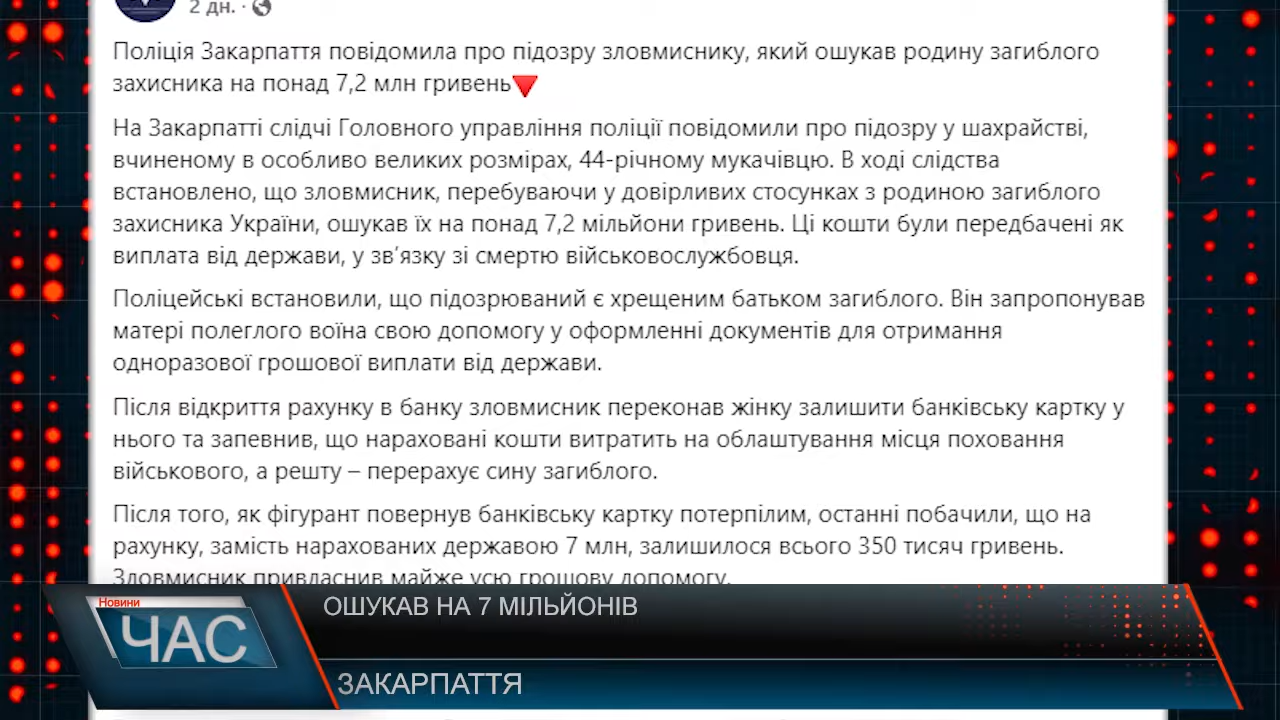 2 дн. ·
Поліція Закарпаття повідомила про підозру зловмиснику, який ошукав родину загиблого
захисника на понад 7,2 млн гривень
На Закарпатті слідчі Головного управління поліції повідомили про підозру у шахрайстві,
вчиненому в особливо великих розмірах, 44-річному мукачівцю. В ході слідства
встановлено, що зловмисник, перебуваючи у довірливих стосунках з родиною загиблого
захисника України, ошукав їх на понад 7,2 мільйони гривень. Ці кошти були передбачені як
виплата від держави, у зв’язку зі смертю військовослужбовця.
Поліцейські встановили, що підозрюваний є хрещеним батьком загиблого. Він запропонував
матері полеглого воїна свою допомогу у оформленні документів для отримання
одноразової грошової виплати від держави.
Після відкриття рахунку в банку зловмисник переконав жінку залишити банківську картку у
нього та запевнив, що нараховані кошти витратить на облаштування місця поховання
військового, а решту – перерахує сину загиблого.
Після того, як фігурант повернув банківську картку потерпілим, останні побачили, що на
рахунку, замість нарахованих державою 7 млн, залишилося всього 350 тисяч гривень.
Зловмисник привласнив майже усю грошову допомогу.
Новини
ЧАС
ОШУКАВ НА 7 МІЛЬЙОНІВ
ЗАКАРПАТТЯ